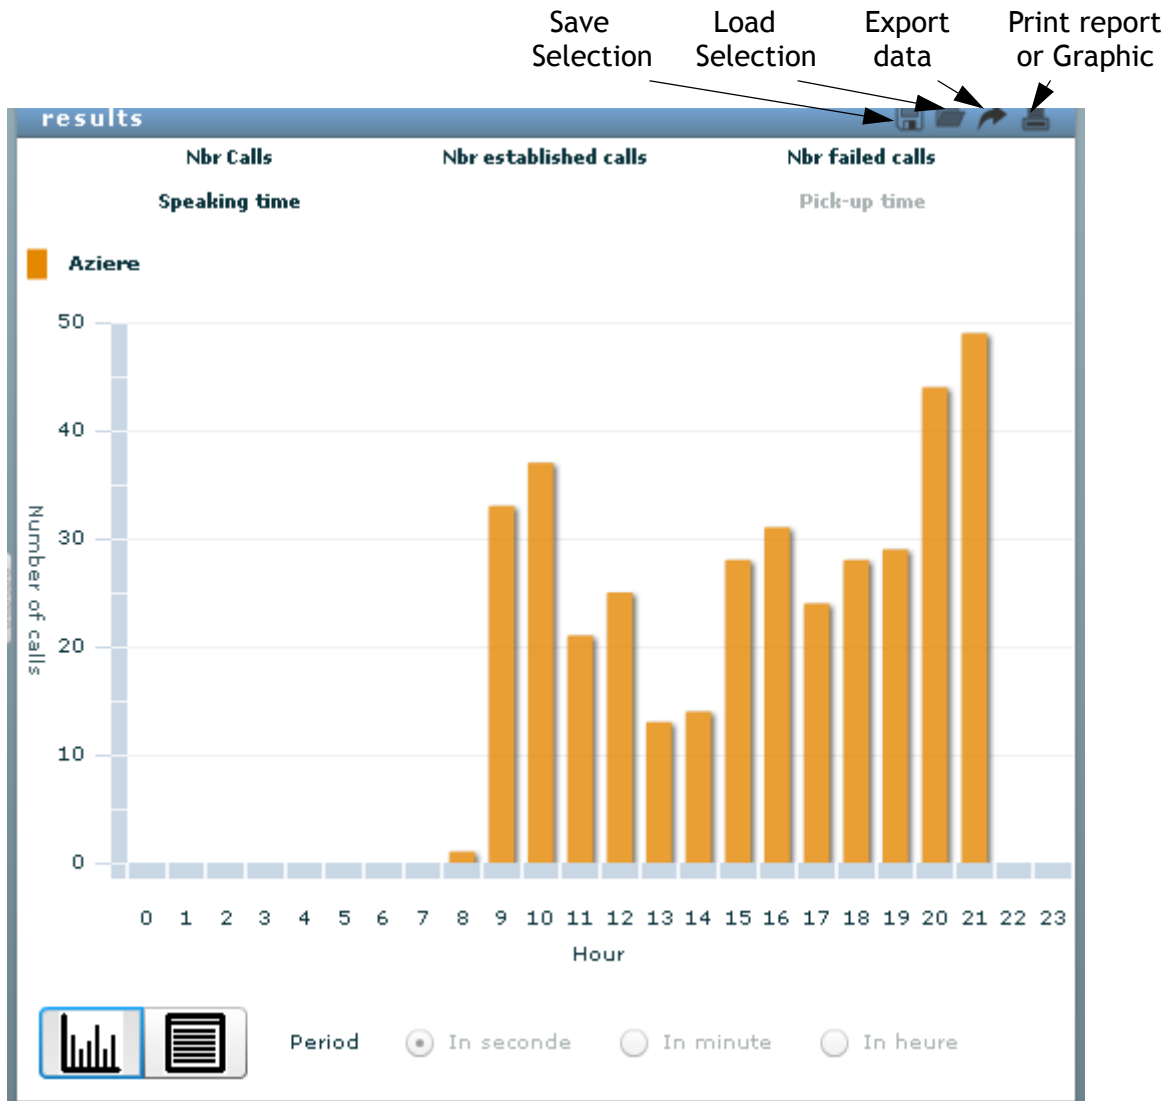 Save Load Export Print report
Selection Selection data or Graphic
results
Nbr Calls Nbr established calls Nbr failed calls
Speaking time Pick-up time
Aziere
50
40
30
20
10
0
Number of calls
0 1 2 3 4 5 6 7 8 9 10 11 12 13 14 15 16 17 18 19 20 21 22 23
Hour
Period In seconde In minute In heure